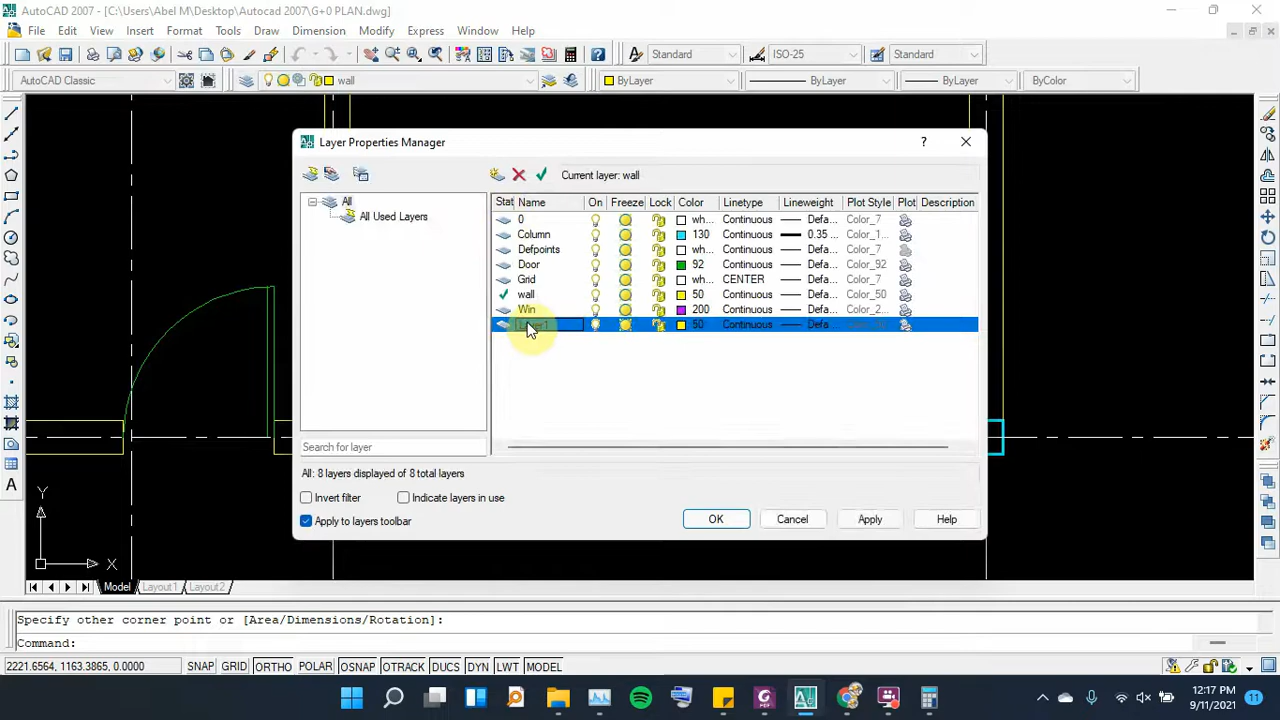 AutoCAD 2007 - [C:\Users\Abel M\Desktop\Autocad 2007\G+0 PLAN.dwg]
File Edit View Insert Format Tools Draw Dimension Modify Express Window Help
Standard ISO-25 Standard
AutoCAD Classic wall ByLayer ByLayer ByLayer ByColor
Layer Properties Manager ?
Current layer: wall
All
All Used Layers
Stat Name On Freeze Lock Color Linetype Lineweight Plot Style Plot Description
0 wh... Continuous Defa... Color_7
Column 130 Continuous 0.35 ... Color_1...
Defpoints wh... Continuous Defa... Color_7
Door 92 Continuous Defa... Color_92
Grid wh... CENTER Defa... Color_7
wall 50 Continuous Defa... Color_50
Win 200 Continuous Defa... Color_2...
Layer1 50 Continuous Defa...
Search for layer
All: 8 layers displayed of 8 total layers
Invert filter Indicate layers in use
Apply to layers toolbar
OK Cancel Apply Help
Y
X
Model Layout1 Layout2
A
Specify other corner point or [Area/Dimensions/Rotation]:
Command:
2221.6564, 1163.3865, 0.0000 SNAP GRID ORTHO POLAR OSNAP OTRACK DUCS DYN LWT MODEL
12:17 PM
9/11/2021
11